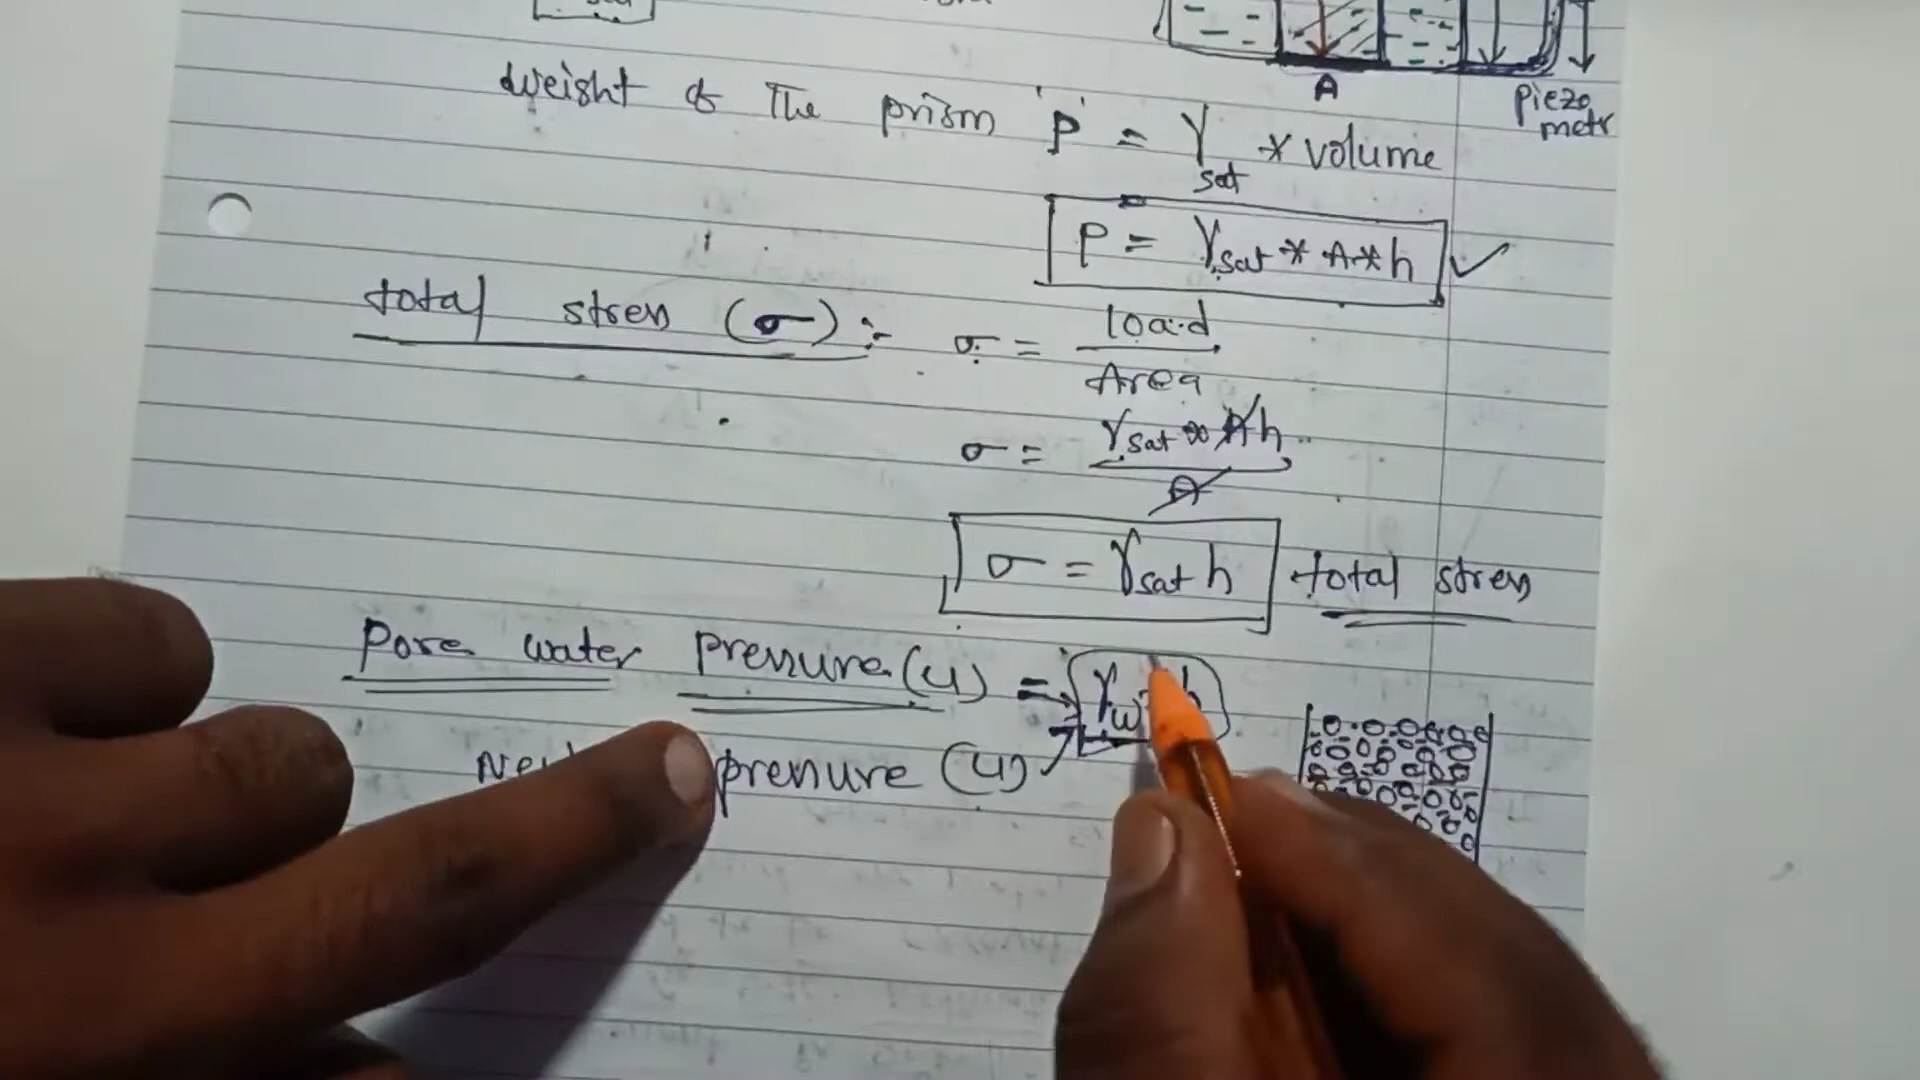 A
piezo
metr
weight of The prism 'P' = γsat * volume
P = γsat * A * h ✓
total stress (σ) :- σ = load
Area
σ = γsat * A h
A
σ = γsat h total stress
Pore water pressure (u) = γw h
pressure (u)